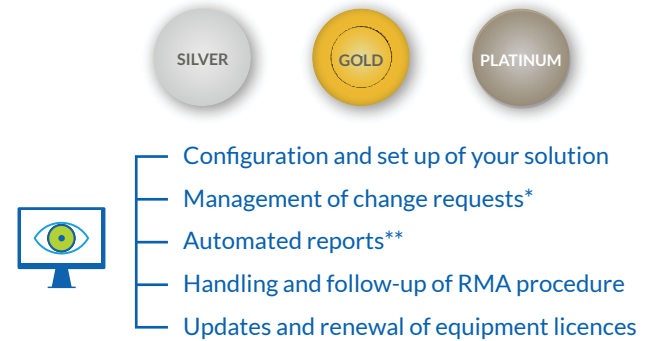 SILVER
GOLD
PLATINUM
Configuration and set up of your solution
Management of change requests*
Automated reports**
Handling and follow-up of RMA procedure
Updates and renewal of equipment licences